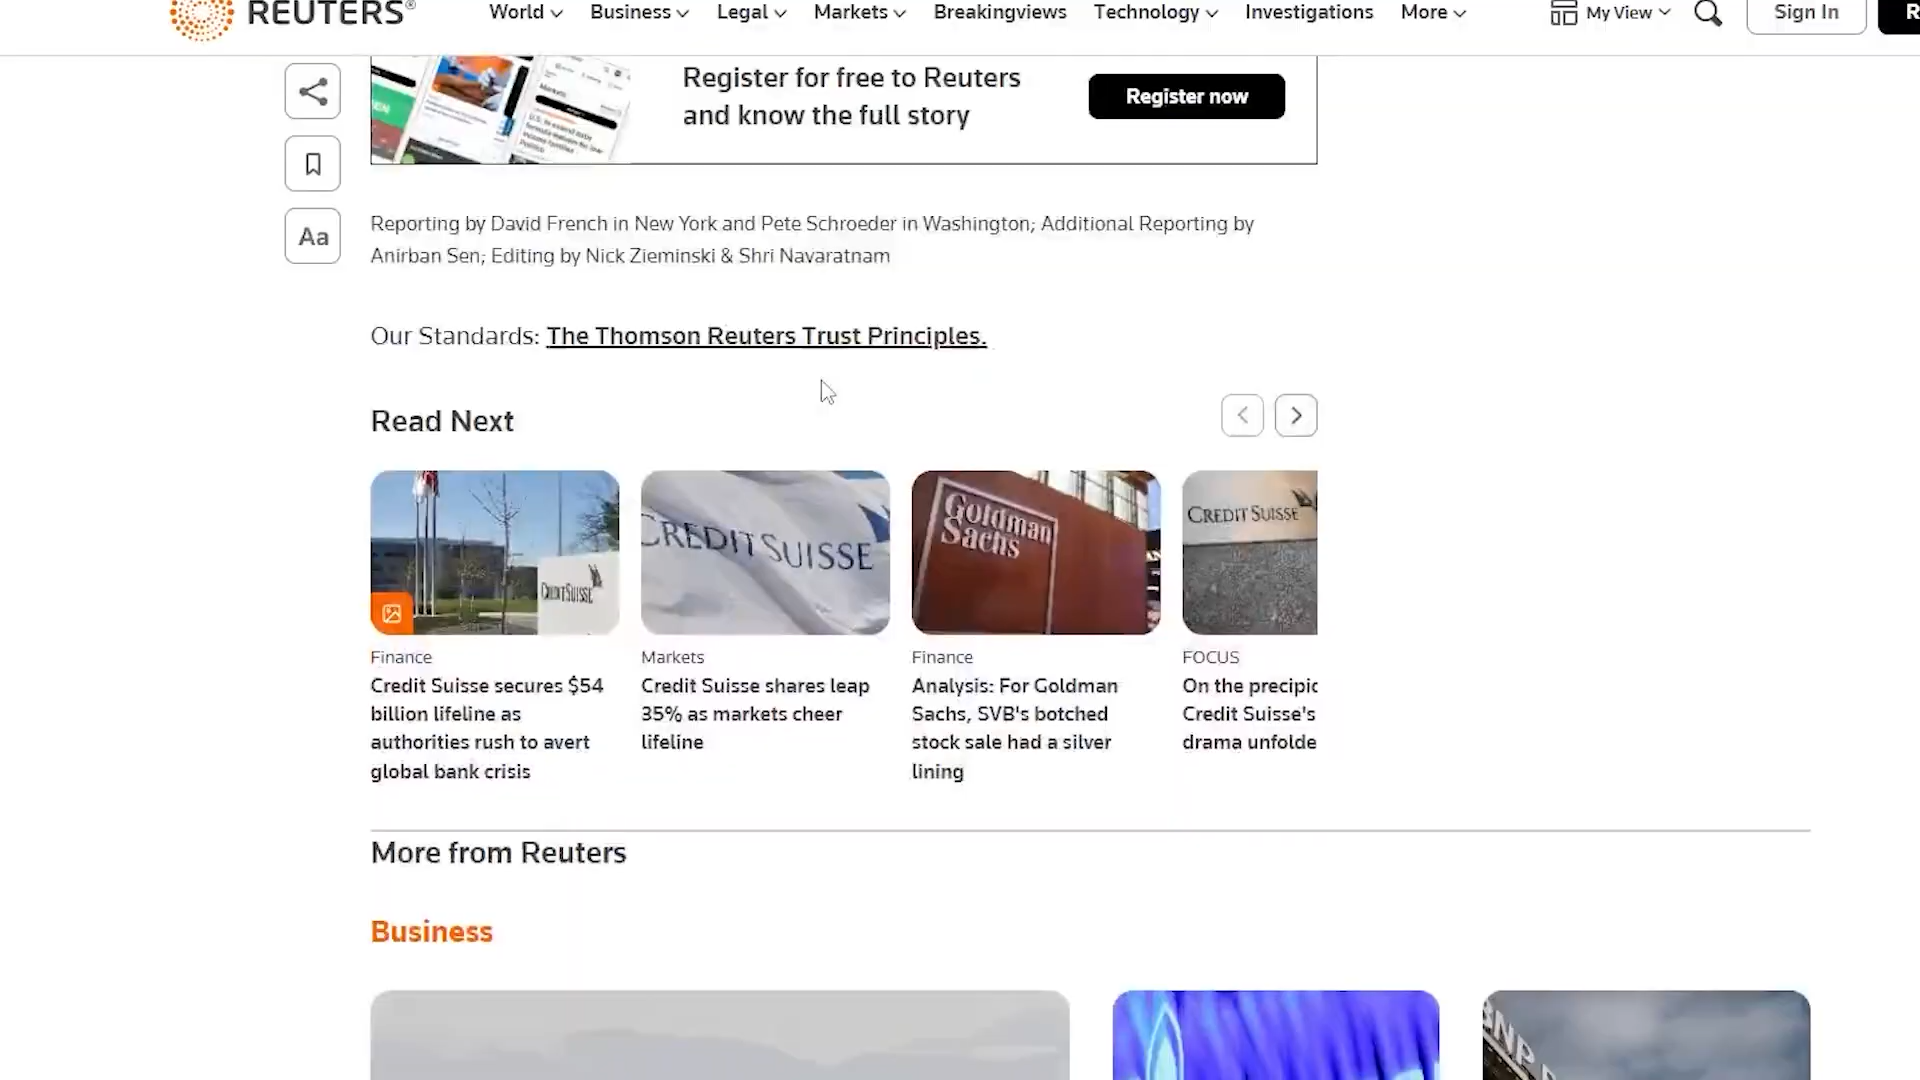 REUTERS®
World Business Legal Markets Breakingviews Technology Investigations More My View Sign In R
Register for free to Reuters
and know the full story
Register now
Markets
Aa
Reporting by David French in New York and Pete Schroeder in Washington; Additional Reporting by
Anirban Sen; Editing by Nick Zieminski & Shri Navaratnam
Our Standards: The Thomson Reuters Trust Principles.
Read Next
CREDIT SUISSE
CREDIT SUISSE
Goldman
Sachs
CREDIT SUISSE
Finance
Credit Suisse secures $54
billion lifeline as
authorities rush to avert
global bank crisis
Markets
Credit Suisse shares leap
35% as markets cheer
lifeline
Finance
Analysis: For Goldman
Sachs, SVB's botched
stock sale had a silver
lining
FOCUS
On the precipic
Credit Suisse's
drama unfolde
More from Reuters
Business
BNP P